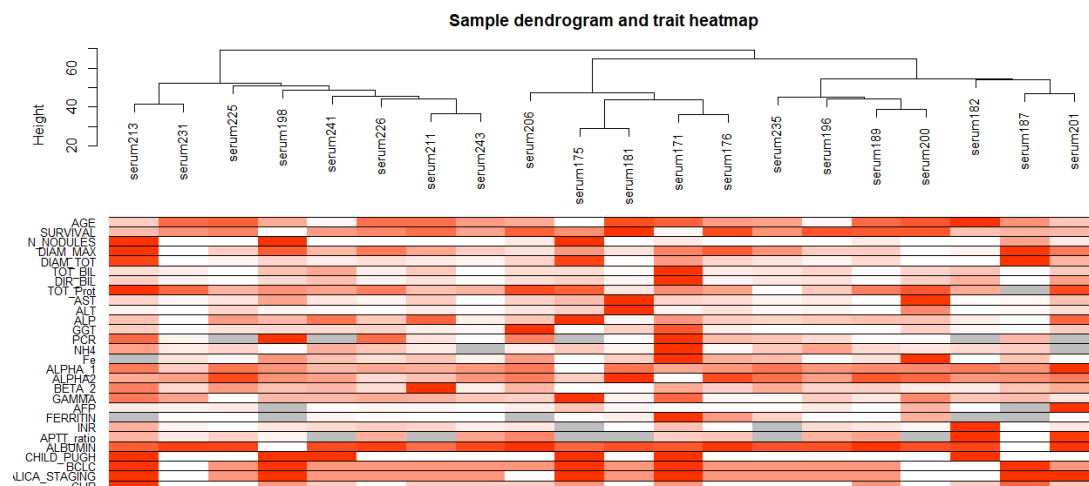 Sample dendrogram and trait heatmap
Height
60
40
20
serum213
serum231
serum225
serum198
serum241
serum226
serum211
serum243
serum206
serum175
serum181
serum171
serum176
serum235
serum196
serum189
serum200
serum182
serum187
serum201
AGE
SURVIVAL
N_NODULES
DIAM_MAX
DIAM_TOT
TOT_BIL
DIR_BIL
TOT_Prot
AST
ALT
ALP
GGT
PCR
NH4
Fe
ALPHA_1
ALPHA2
BETA_2
GAMMA
AFP
FERRITIN
INR
APTT_ratio
ALBUMIN
CHILD_PUGH
BCLC
ALICA_STAGING